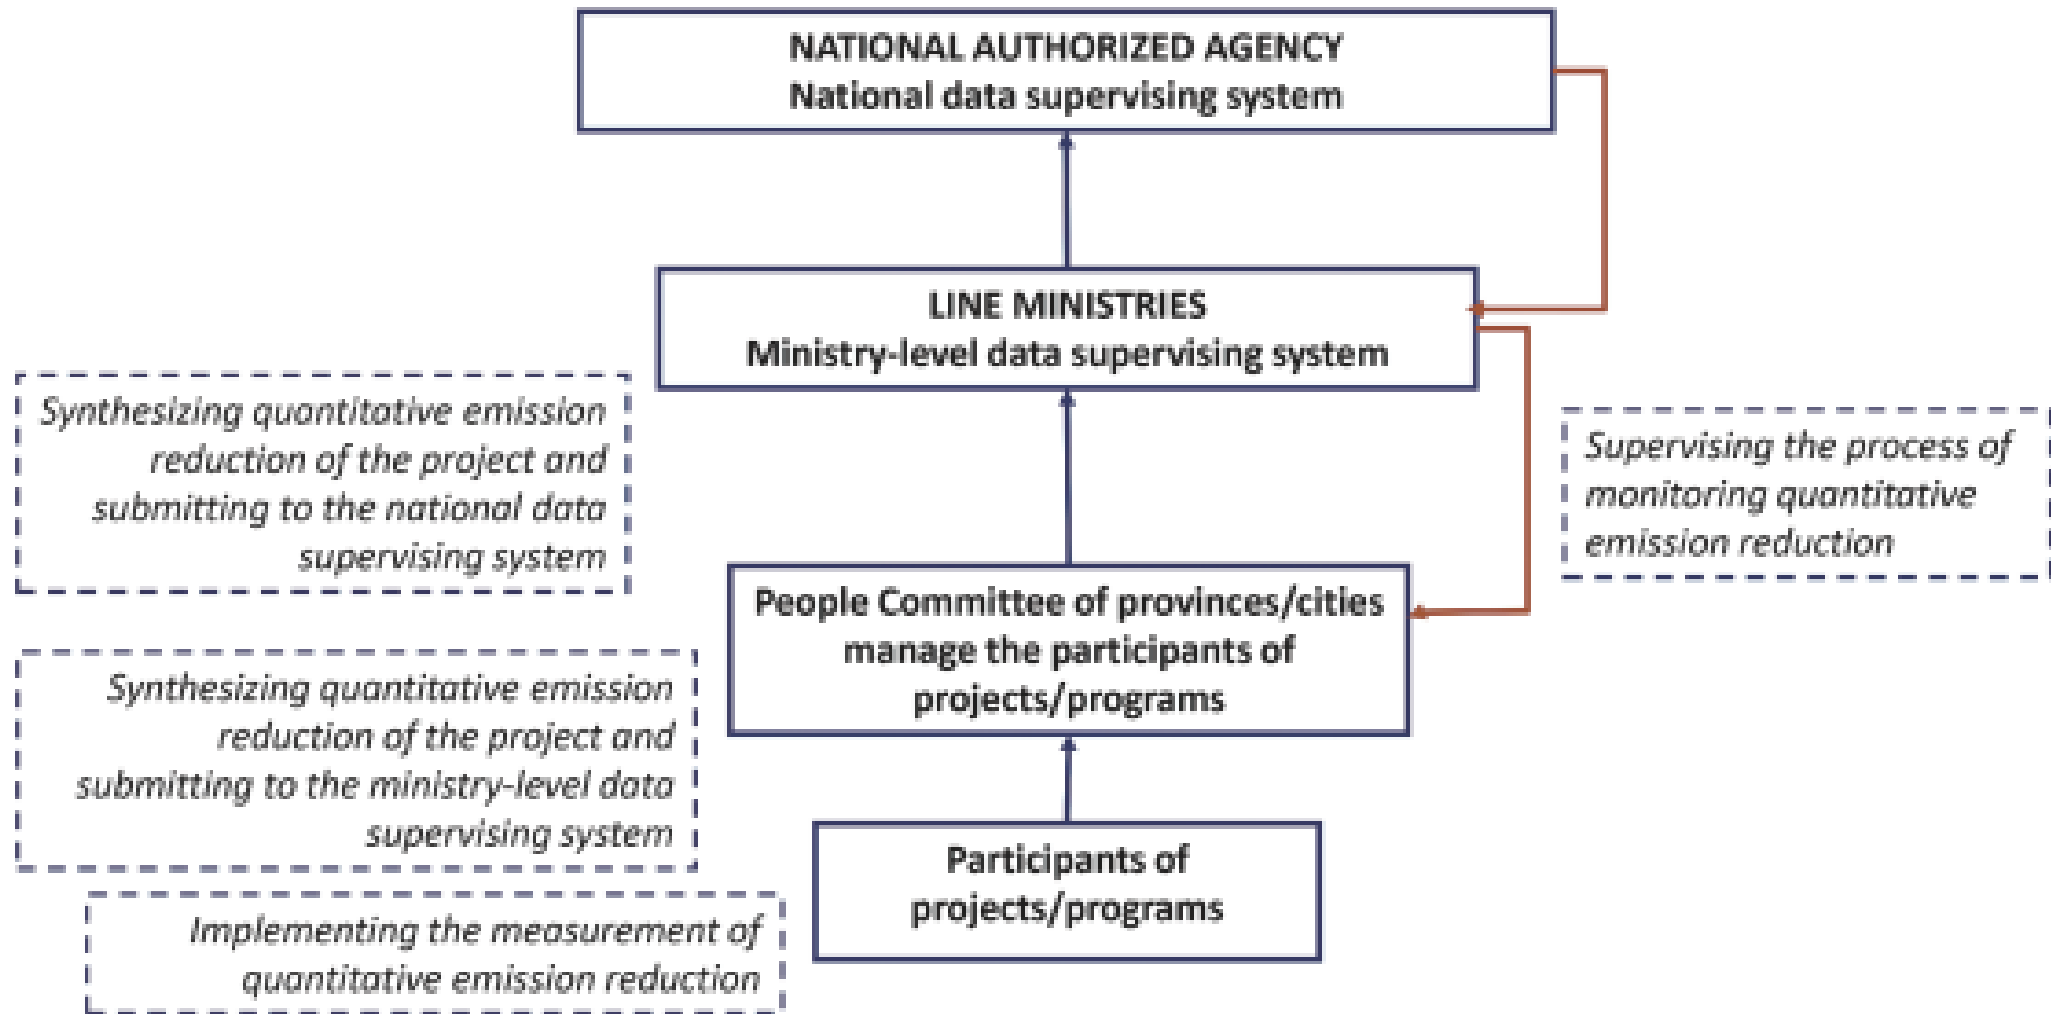 NATIONAL AUTHORIZED AGENCY
National data supervising system
LINE MINISTRIES
Ministry-level data supervising system
Synthesizing quantitative emission
reduction of the project and
submitting to the national data
supervising system
Supervising the process of
monitoring quantitative
emission reduction
People Committee of provinces/cities
manage the participants of
projects/programs
Synthesizing quantitative emission
reduction of the project and
submitting to the ministry-level data
supervising system
Participants of
projects/programs
Implementing the measurement of
quantitative emission reduction